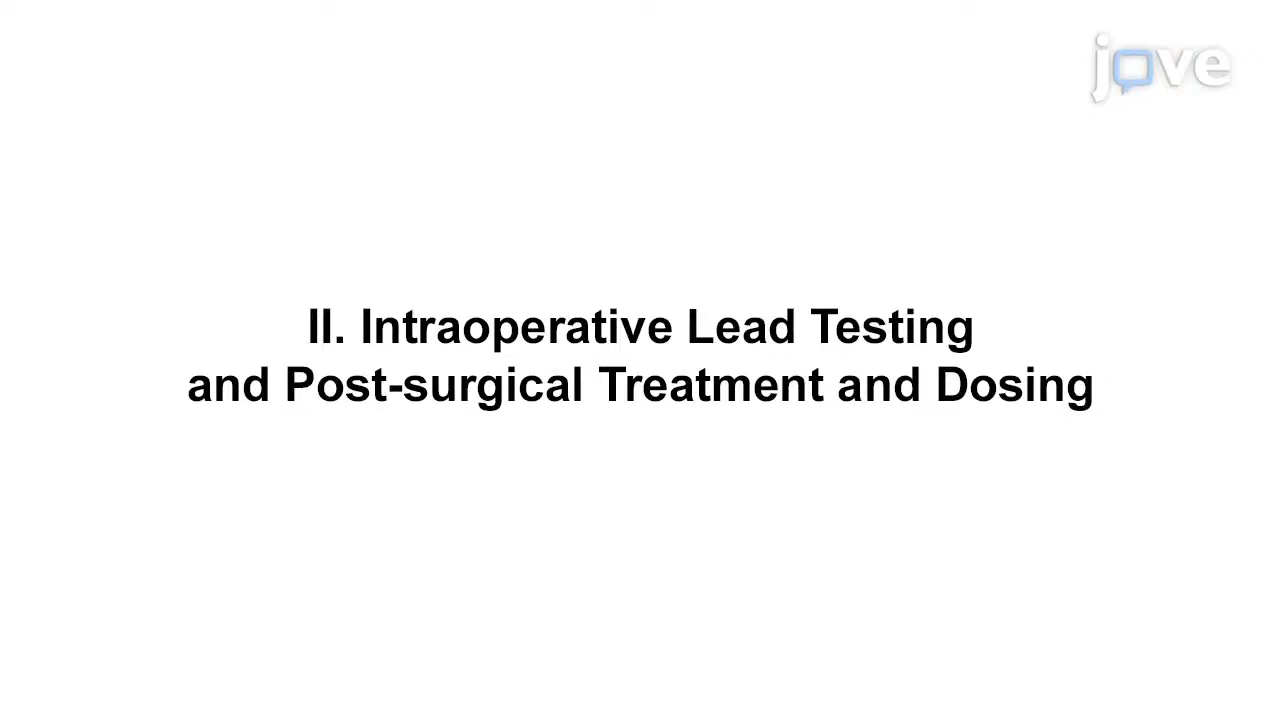 jove
II. Intraoperative Lead Testing
and Post-surgical Treatment and Dosing